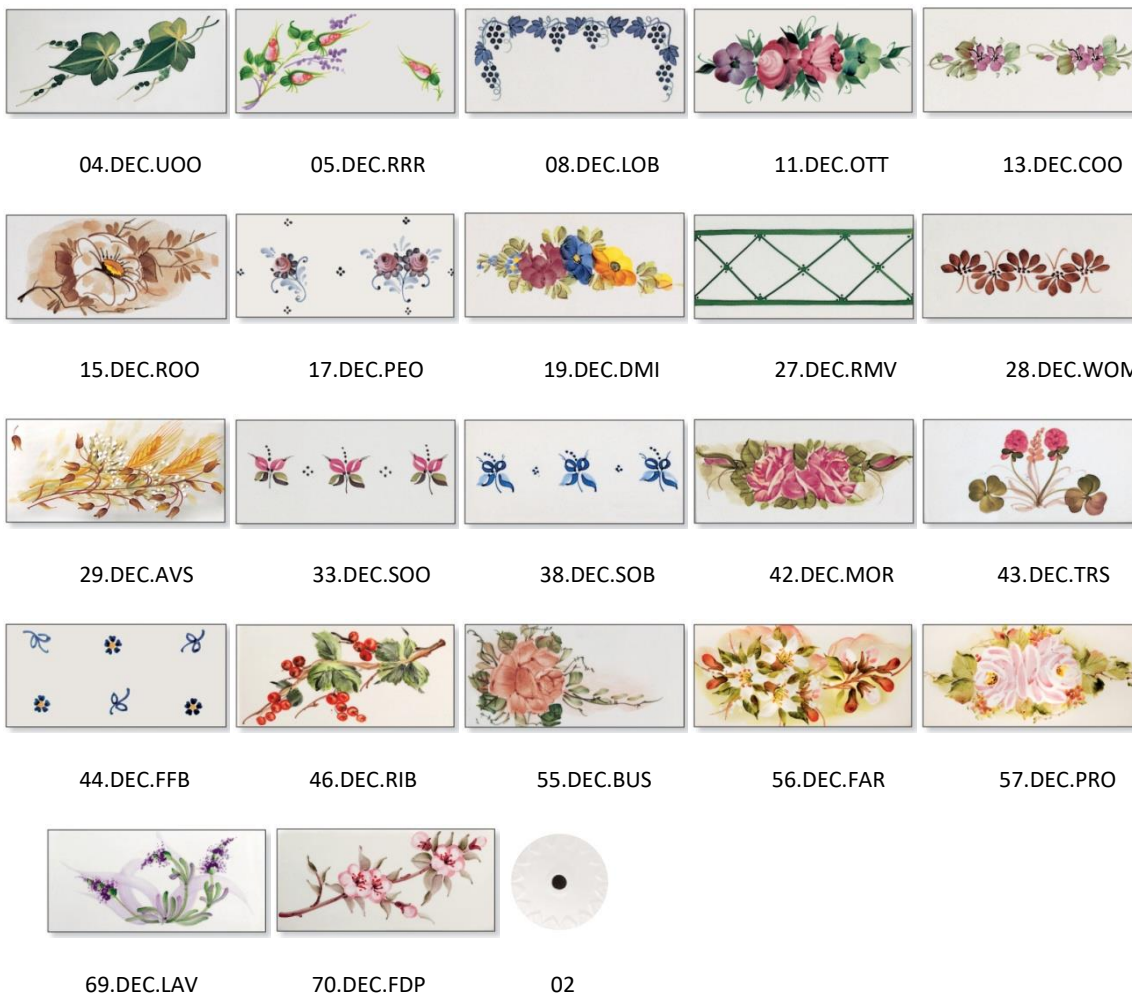 04.DEC.UOO 05.DEC.RRR 08.DEC.LOB 11.DEC.OTT 13.DEC.COO
15.DEC.ROO 17.DEC.PEO 19.DEC.DMI 27.DEC.RMV 28.DEC.WOM
29.DEC.AVS 33.DEC.SOO 38.DEC.SOB 42.DEC.MOR 43.DEC.TRS
44.DEC.FFB 46.DEC.RIB 55.DEC.BUS 56.DEC.FAR 57.DEC.PRO
69.DEC.LAV 70.DEC.FDP 02